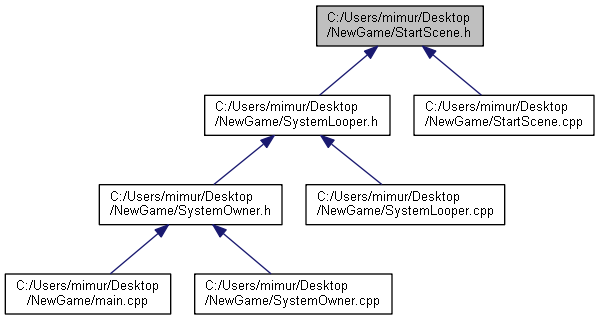 C:/Users/mimur/Desktop
/NewGame/StartScene.h
C:/Users/mimur/Desktop
/NewGame/SystemLooper.h
C:/Users/mimur/Desktop
/NewGame/StartScene.cpp
C:/Users/mimur/Desktop
/NewGame/SystemOwner.h
C:/Users/mimur/Desktop
/NewGame/SystemLooper.cpp
C:/Users/mimur/Desktop
/NewGame/main.cpp
C:/Users/mimur/Desktop
/NewGame/SystemOwner.cpp